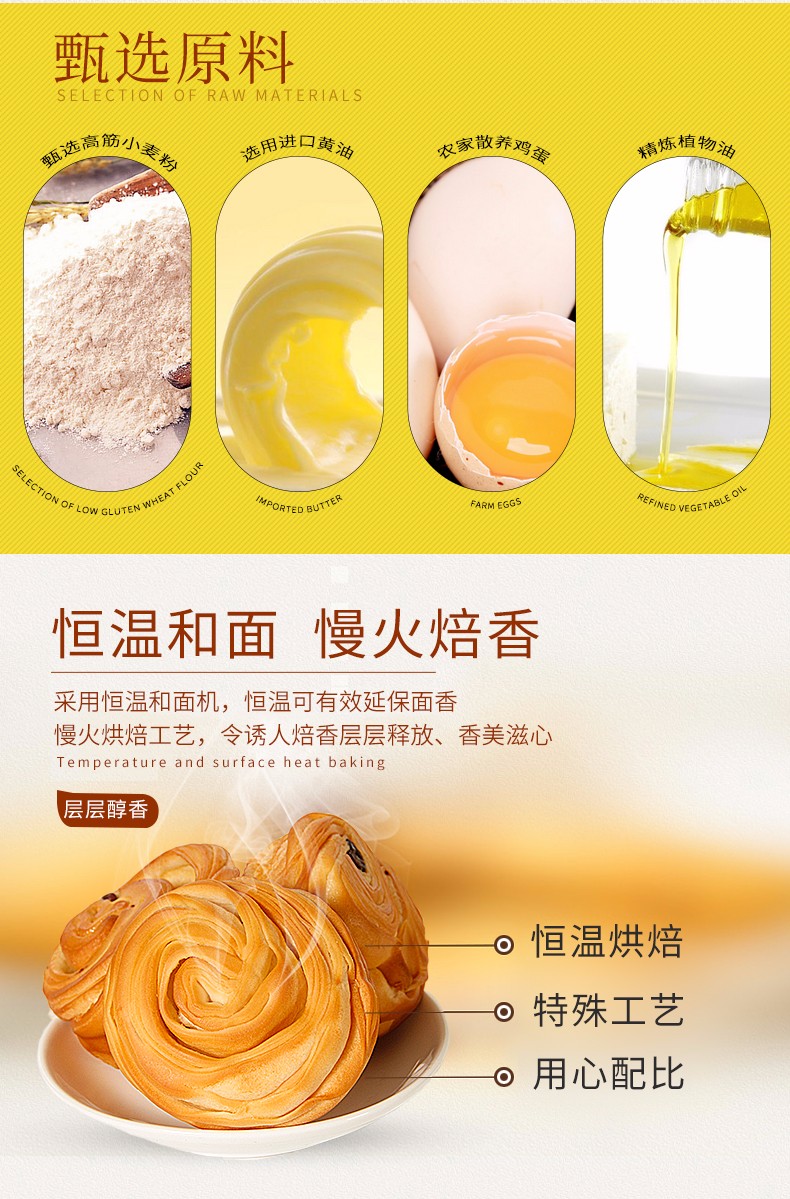 甄选原料
SELECTION OF RAW MATERIALS
甄选高筋小麦粉
选用进口黄油
农家散养鸡蛋
精炼植物油
SELECTION OF LOW GLUTEN WHEAT FLOUR
IMPORTED BUTTER
FARM EGGS
REFINED VEGETABLE OIL
恒温和面 慢火焙香
采用恒温和面机，恒温可有效延保面香
慢火烘焙工艺，令诱人焙香层层释放、香美滋心
Temperature and surface heat baking
层层醇香
恒温烘焙
特殊工艺
用心配比